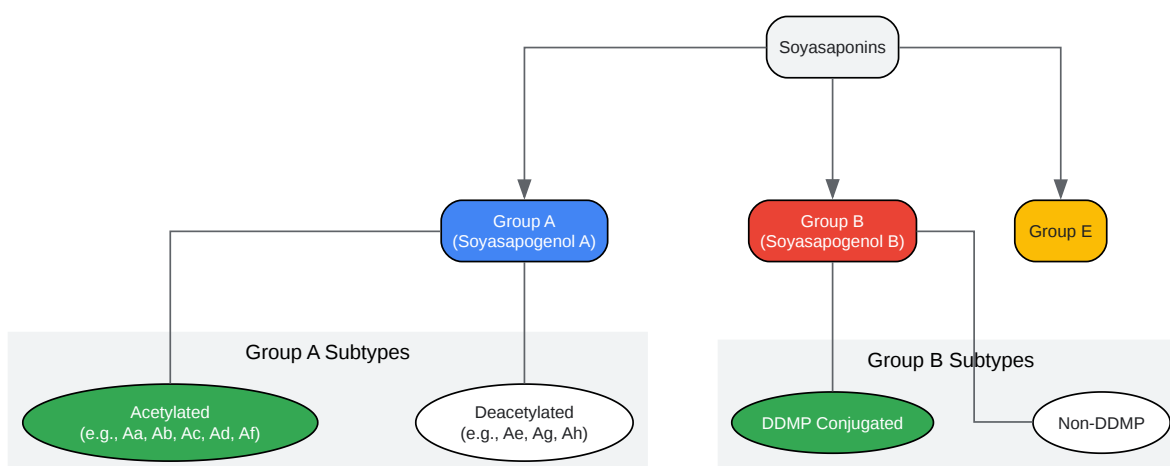 Soyasaponins
Group A
(Soyasapogenol A)
Group B
(Soyasapogenol B)
Group E
Group A Subtypes
Group B Subtypes
Acetylated
(e.g., Aa, Ab, Ac, Ad, Af)
Deacetylated
(e.g., Ae, Ag, Ah)
DDMP Conjugated
Non-DDMP